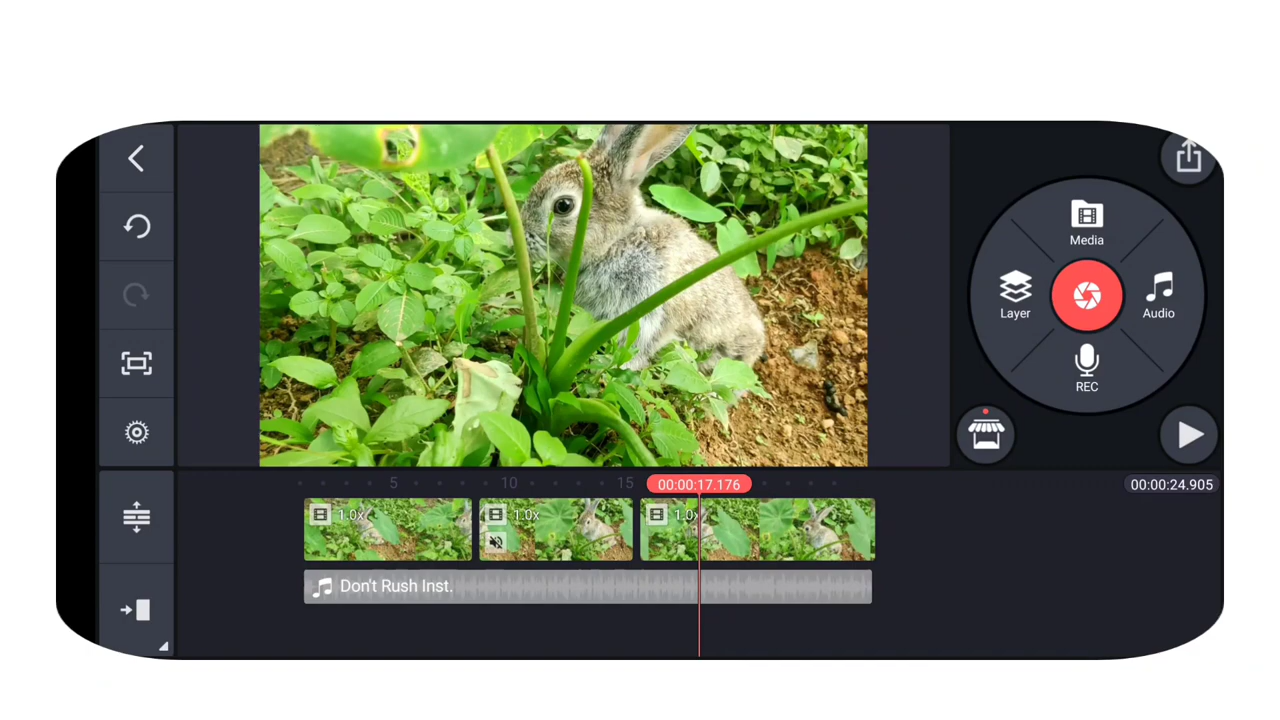 Media
Layer
Audio
REC
5
10
15
00:00:17.176
00:00:24.905
1.0x
1.0x
1.0x
Don't Rush Inst.